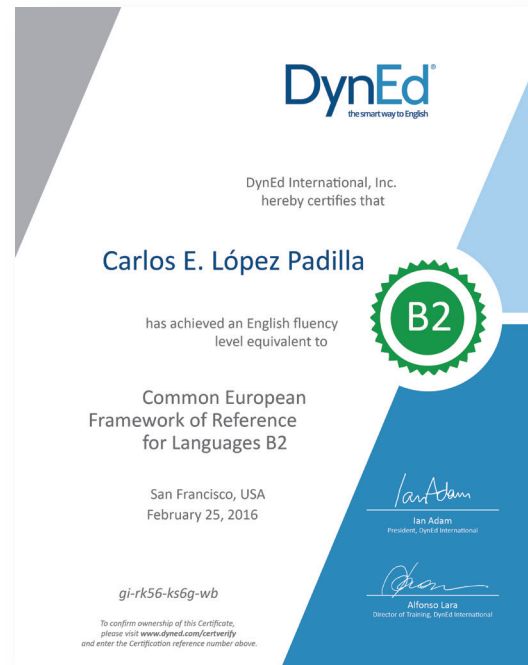 DynEd®
the smart way to English
DynEd International, Inc.
hereby certifies that
Carlos E. López Padilla
has achieved an English fluency
level equivalent to
B2
Common European
Framework of Reference
for Languages B2
San Francisco, USA
February 25, 2016
Ian Adam
Ian Adam
President, DynEd International
Alfonso Lara
Director of Training, DynEd International
gi-rk56-ks6g-wb
To confirm ownership of this Certificate,
please visit www.dyned.com/certverify
and enter the Certification reference number above.